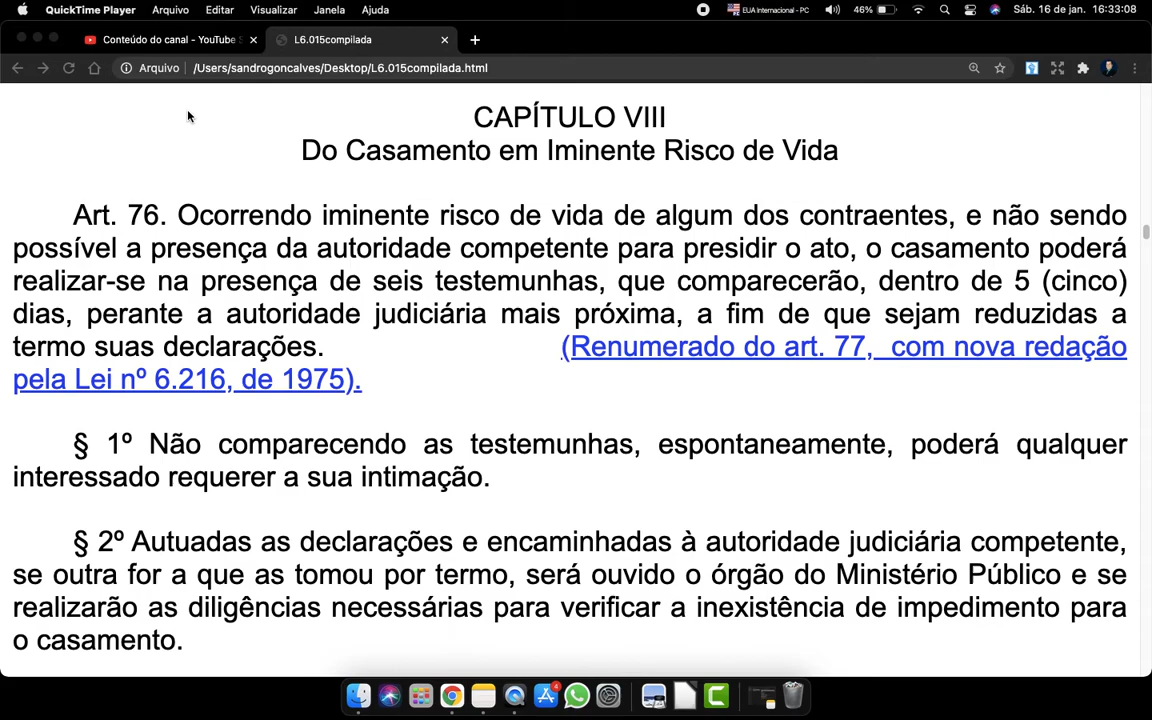 QuickTime Player Arquivo Editar Visualizar Janela Ajuda EUA Internacional - PC 46% Sáb. 16 de jan. 16:33:08
Conteúdo do canal - YouTube L6.015compilada
Arquivo /Users/sandrogoncalves/Desktop/L6.015compilada.html
CAPÍTULO VIII
Do Casamento em Iminente Risco de Vida
Art. 76. Ocorrendo iminente risco de vida de algum dos contraentes, e não sendo
possível a presença da autoridade competente para presidir o ato, o casamento poderá
realizar-se na presença de seis testemunhas, que comparecerão, dentro de 5 (cinco)
dias, perante a autoridade judiciária mais próxima, a fim de que sejam reduzidas a
termo suas declarações. (Renumerado do art. 77, com nova redação
pela Lei nº 6.216, de 1975).
§ 1º Não comparecendo as testemunhas, espontaneamente, poderá qualquer
interessado requerer a sua intimação.
§ 2º Autuadas as declarações e encaminhadas à autoridade judiciária competente,
se outra for a que as tomou por termo, será ouvido o órgão do Ministério Público e se
realizarão as diligências necessárias para verificar a inexistência de impedimento para
o casamento.
4